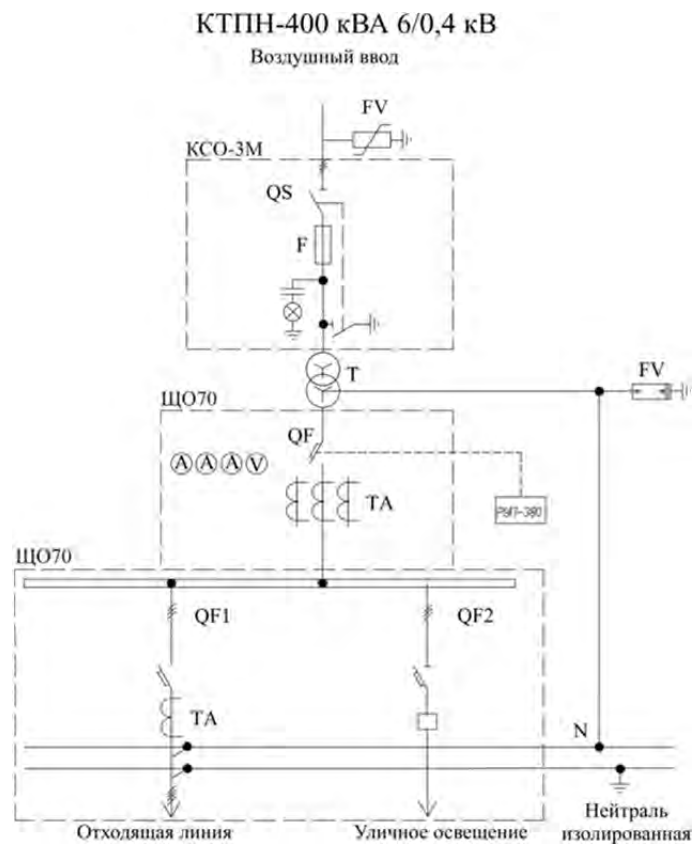 КТПН-400 кВА 6/0,4 кВ
Воздушный ввод
FV
КСО-3М
QS
F
T
FV
ЩО70
QF
A A A V
TA
РУП-380
ЩО70
QF1
QF2
TA
N
Отходящая линия
Уличное освещение
Нейтраль
изолированная